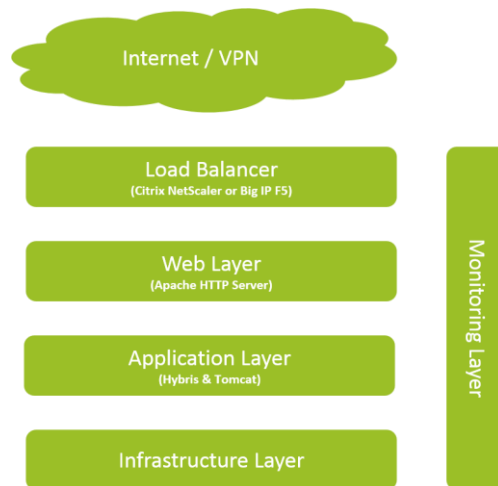 Internet / VPN
Load Balancer
(Citrix NetScaler or Big IP F5)
Web Layer
(Apache HTTP Server)
Application Layer
(Hybris & Tomcat)
Infrastructure Layer
Monitoring Layer